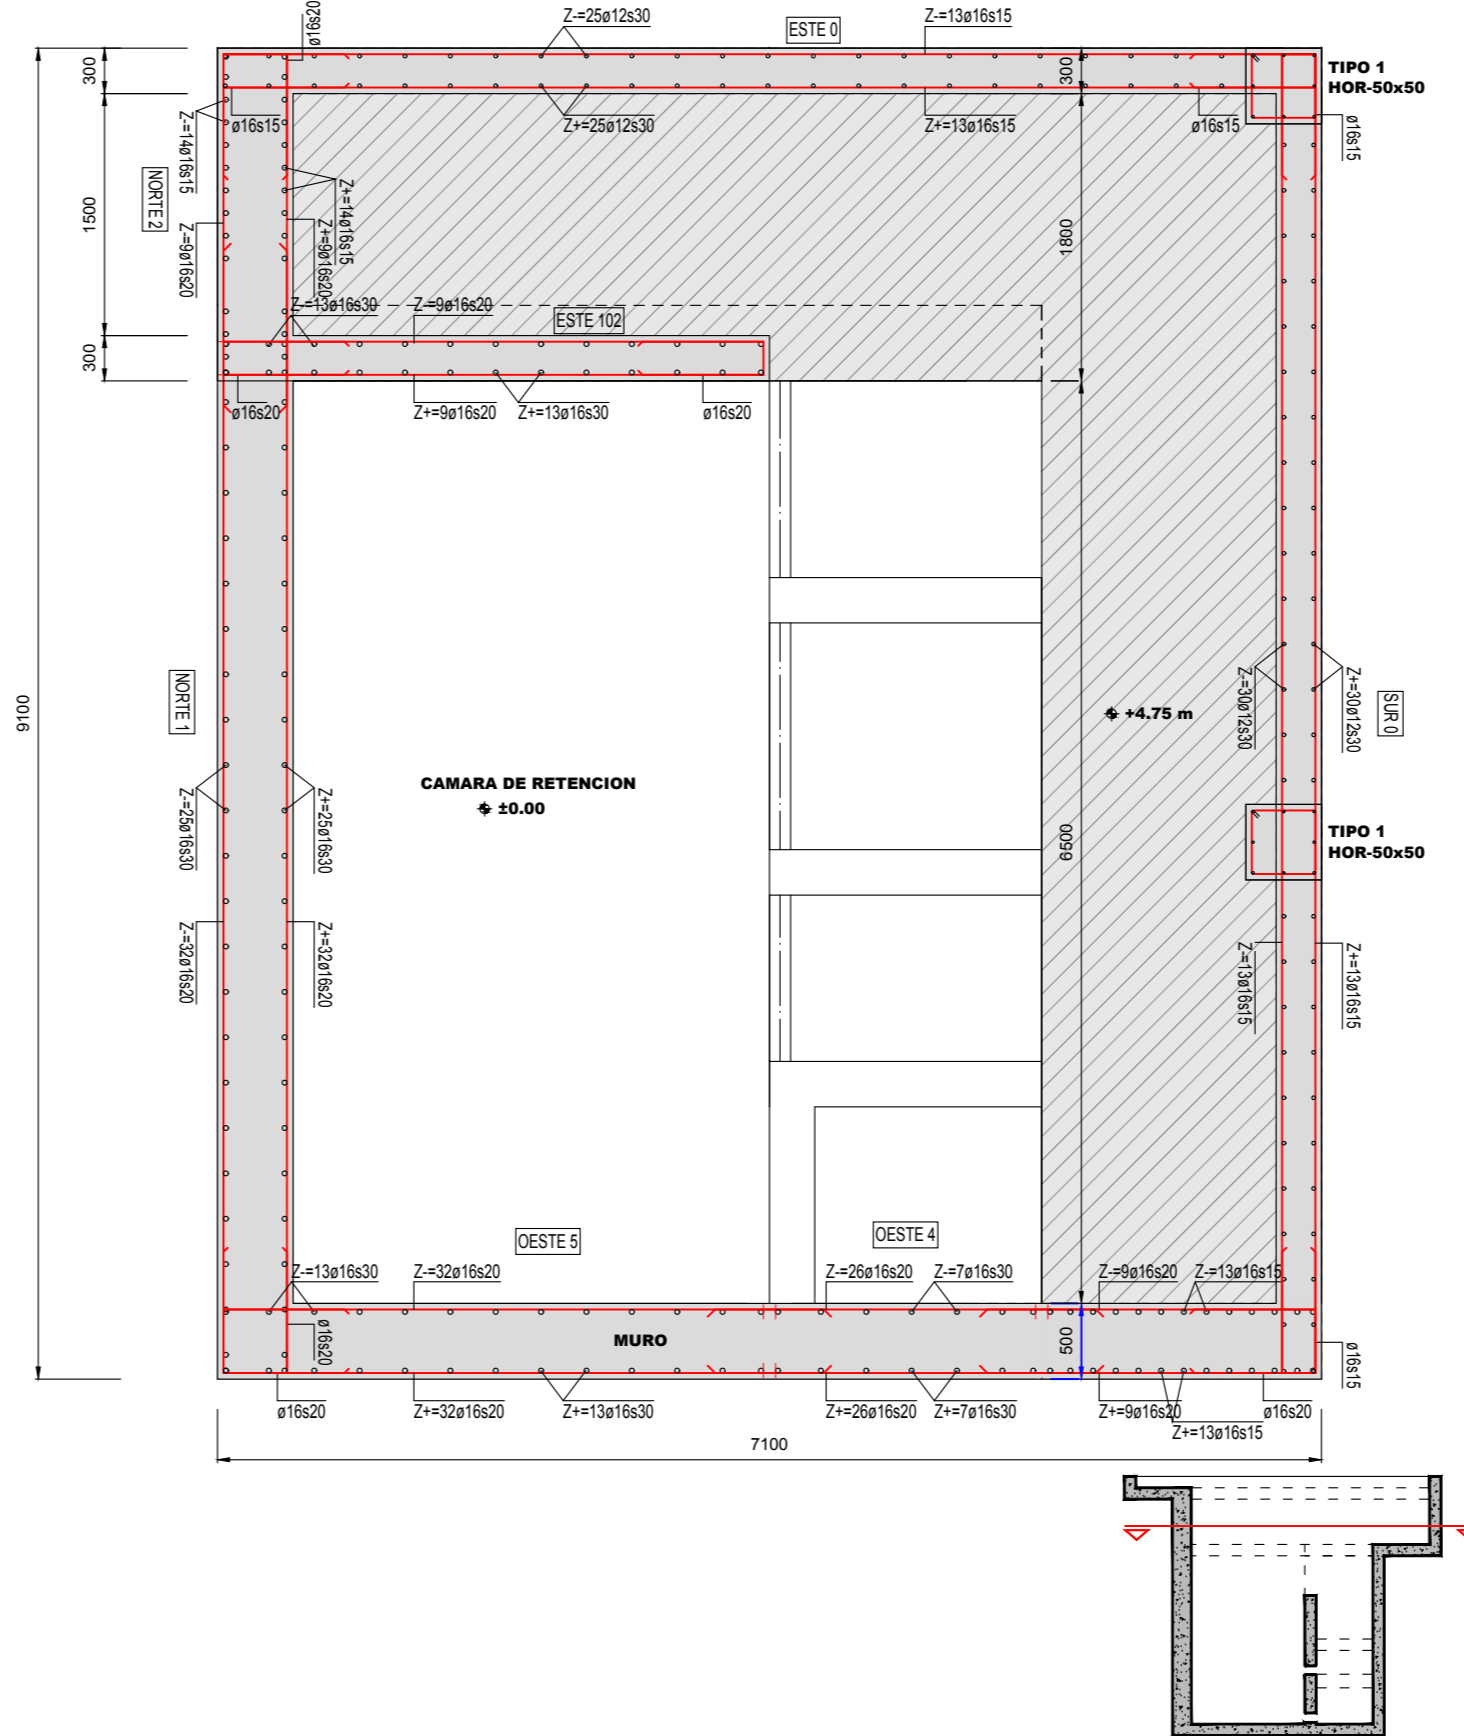 Z-=25ø12s30
Z-=13ø16s15
ESTE 0
ø16s20
300
300
TIPO 1
HOR-50x50
ø16s15
Z+=25ø12s30
Z+=13ø16s15
ø16s15
ø16s15
Z-=14ø16s15
NORTE 2
1500
Z+=14ø16s15
Z-=9ø16s20
Z+=9ø16s20
1800
Z-=13ø16s30
Z-=9ø16s20
ESTE 102
300
ø16s20
Z+=9ø16s20
Z+=13ø16s30
ø16s20
9100
NORTE 1
+4.75 m
Z-=30ø12s30
Z+=30ø12s30
SUR 0
CAMARA DE RETENCION
±0.00
Z-=25ø16s30
Z+=25ø16s30
6500
TIPO 1
HOR-50x50
Z-=32ø16s20
Z+=32ø16s20
Z-=13ø16s15
Z+=13ø16s15
OESTE 5
OESTE 4
Z-=13ø16s30
Z-=32ø16s20
Z-=26ø16s20
Z-=7ø16s30
Z-=9ø16s20
Z-=13ø16s15
ø16s20
MURO
500
ø16s15
ø16s20
Z+=32ø16s20
Z+=13ø16s30
Z+=26ø16s20
Z+=7ø16s30
Z+=9ø16s20
ø16s20
Z+=13ø16s15
7100